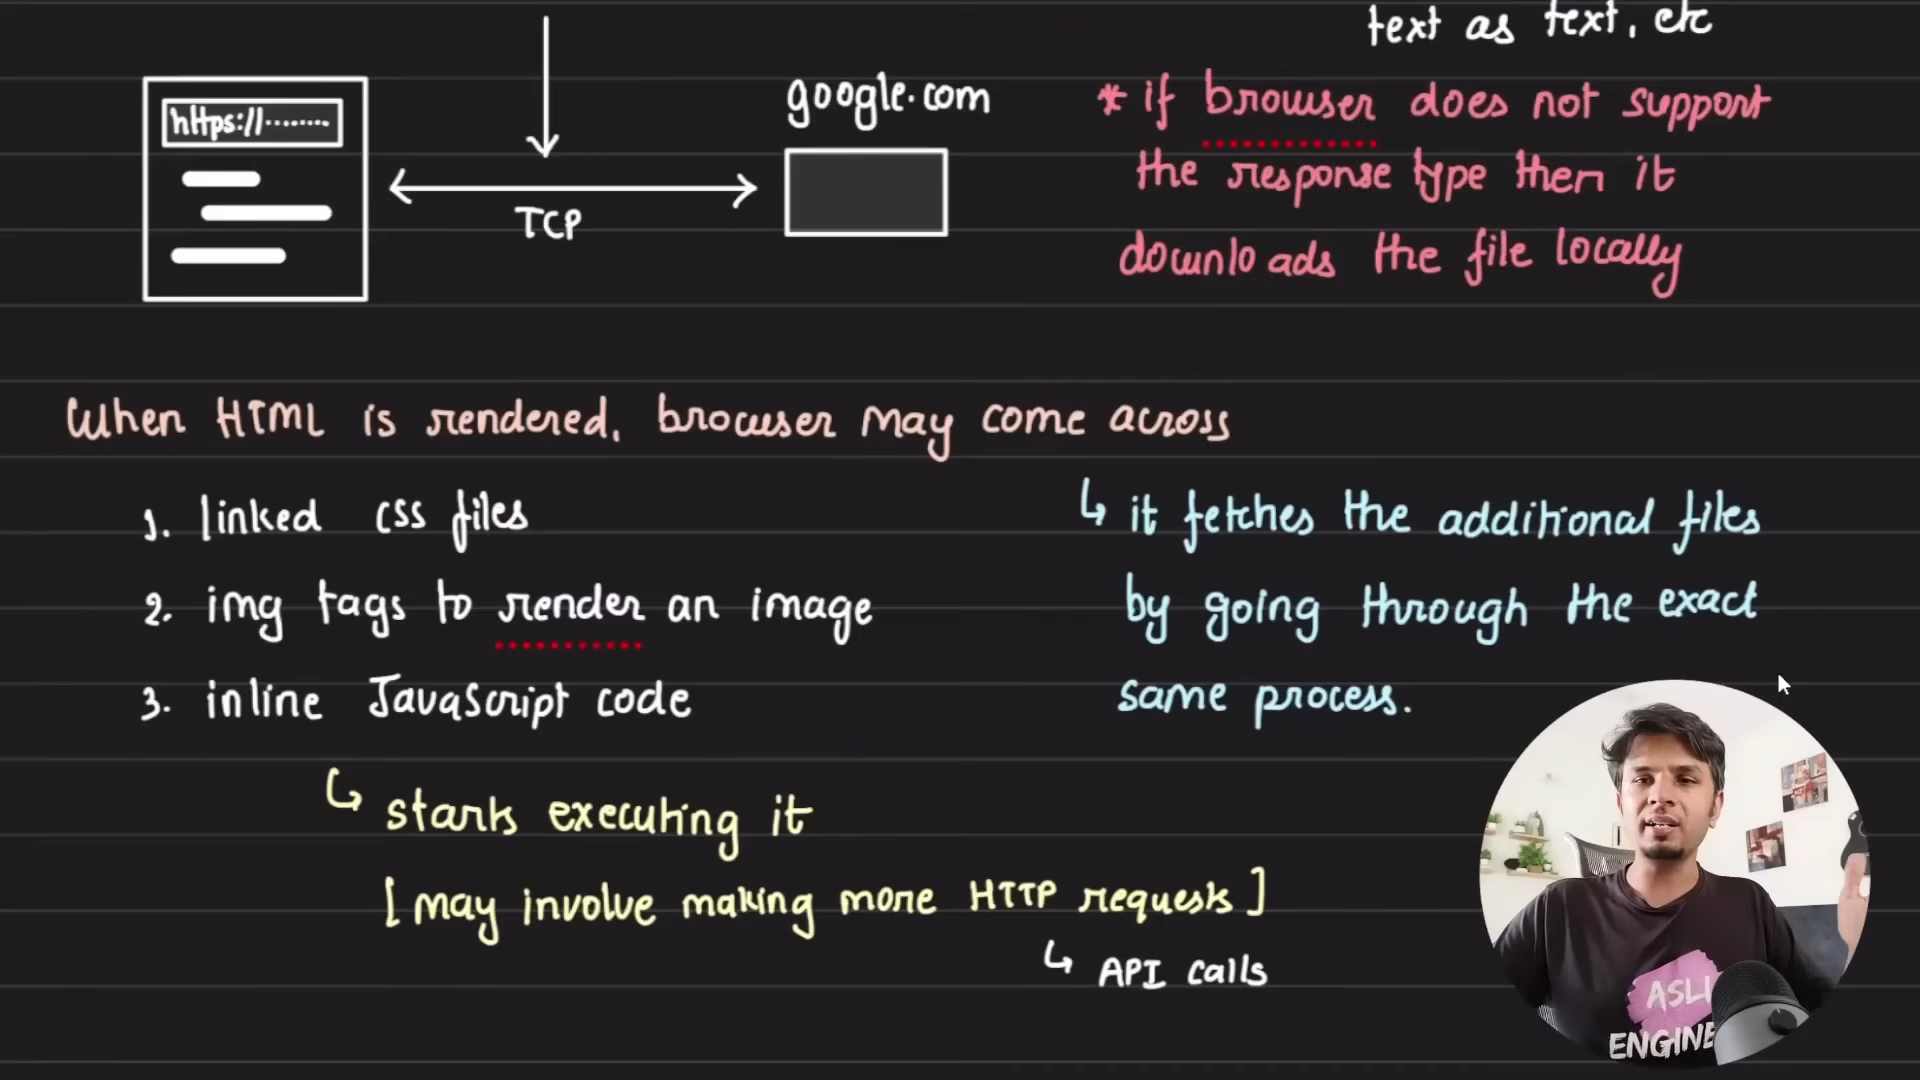 text as text, etc
https://........
google.com
TCP
* if browser does not support
the response type then it
downloads the file locally
When HTML is rendered, browser may come across
1. linked css files
2. img tags to render an image
3. inline JavaScript code
↳ it fetches the additional files
by going through the exact
same process.
↳ starts executing it
[may involve making more HTTP requests]
↳ API calls
ASLI
ENGINE